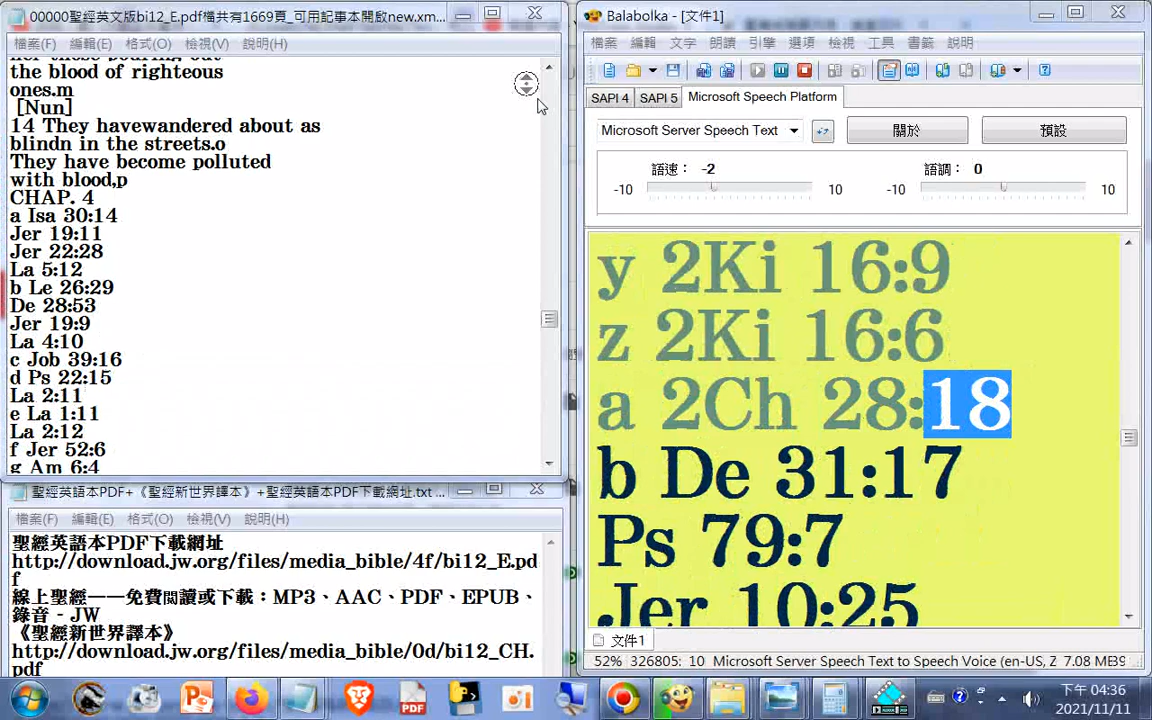 00000聖經英文版bi12_E.pdf檔共有1669頁_可用記事本開啟new.xm...
檔案(F) 編輯(E) 格式(O) 檢視(V) 說明(H)
the blood of righteous
ones.m
[Nun]
14 They havewandered about as
blindn in the streets.o
They have become polluted
with blood,p
CHAP. 4
a Isa 30:14
Jer 19:11
Jer 22:28
La 5:12
b Le 26:29
De 28:53
Jer 19:9
La 4:10
c Job 39:16
d Ps 22:15
La 2:11
e La 1:11
La 2:12
f Jer 52:6
g Am 6:4
聖經英語本PDF+《聖經新世界譯本》+聖經英語本PDF下載網址.txt ...
檔案(F) 編輯(E) 格式(O) 檢視(V) 說明(H)
聖經英語本PDF下載網址
http://download.jw.org/files/media_bible/4f/bi12_E.pd
f
線上聖經——免費閱讀或下載：MP3、AAC、PDF、EPUB、
錄音 - JW
《聖經新世界譯本》
http://download.jw.org/files/media_bible/0d/bi12_CH.
pdf
Balabolka - [文件1]
檔案 編輯 文字 朗讀 引擎 選項 檢視 工具 書籤 說明
SAPI 4 SAPI 5 Microsoft Speech Platform
Microsoft Server Speech Text 關於 預設
語速： -2 語調： 0
-10 10 -10 10
y 2Ki 16:9
z 2Ki 16:6
a 2Ch 28:18
b De 31:17
Ps 79:7
Jer 10:25
文件1
52% 326805: 10 Microsoft Server Speech Text to Speech Voice (en-US, Z 7.08 MB
PDF
下午 04:36
2021/11/11